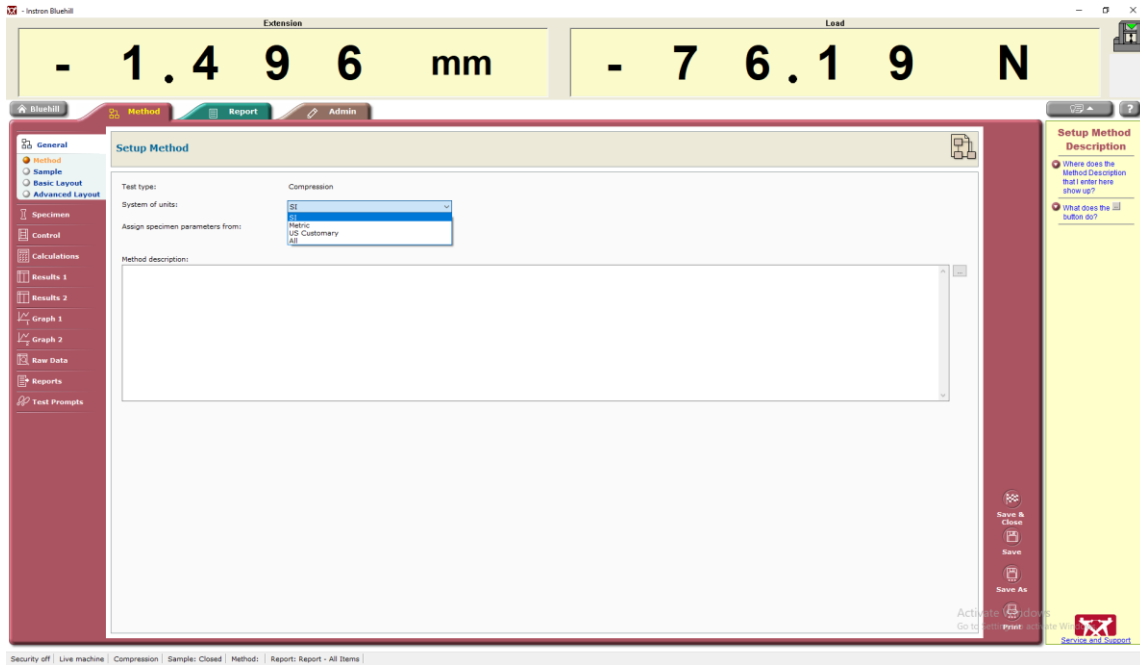 - Instron Bluehill
Extension
- 1.496 mm
Load
- 76.19 N
Bluehill
Method
Report
Admin
?
General
Method
Sample
Basic Layout
Advanced Layout
Specimen
Control
Calculations
Results 1
Results 2
Graph 1
Graph 2
Raw Data
Reports
Test Prompts
Setup Method
Test type: Compression
System of units: SI
SI
Metric
US Customary
All
Assign specimen parameters from:
Method description:
...
Save &
Close
Save
Save As
Print
Setup Method
Description
Where does the
Method Description
that I enter here
show up?
What does the
button do?
Activate Windows
Service and Support
Security off Live machine Compression Sample: Closed Method: Report: Report - All Items